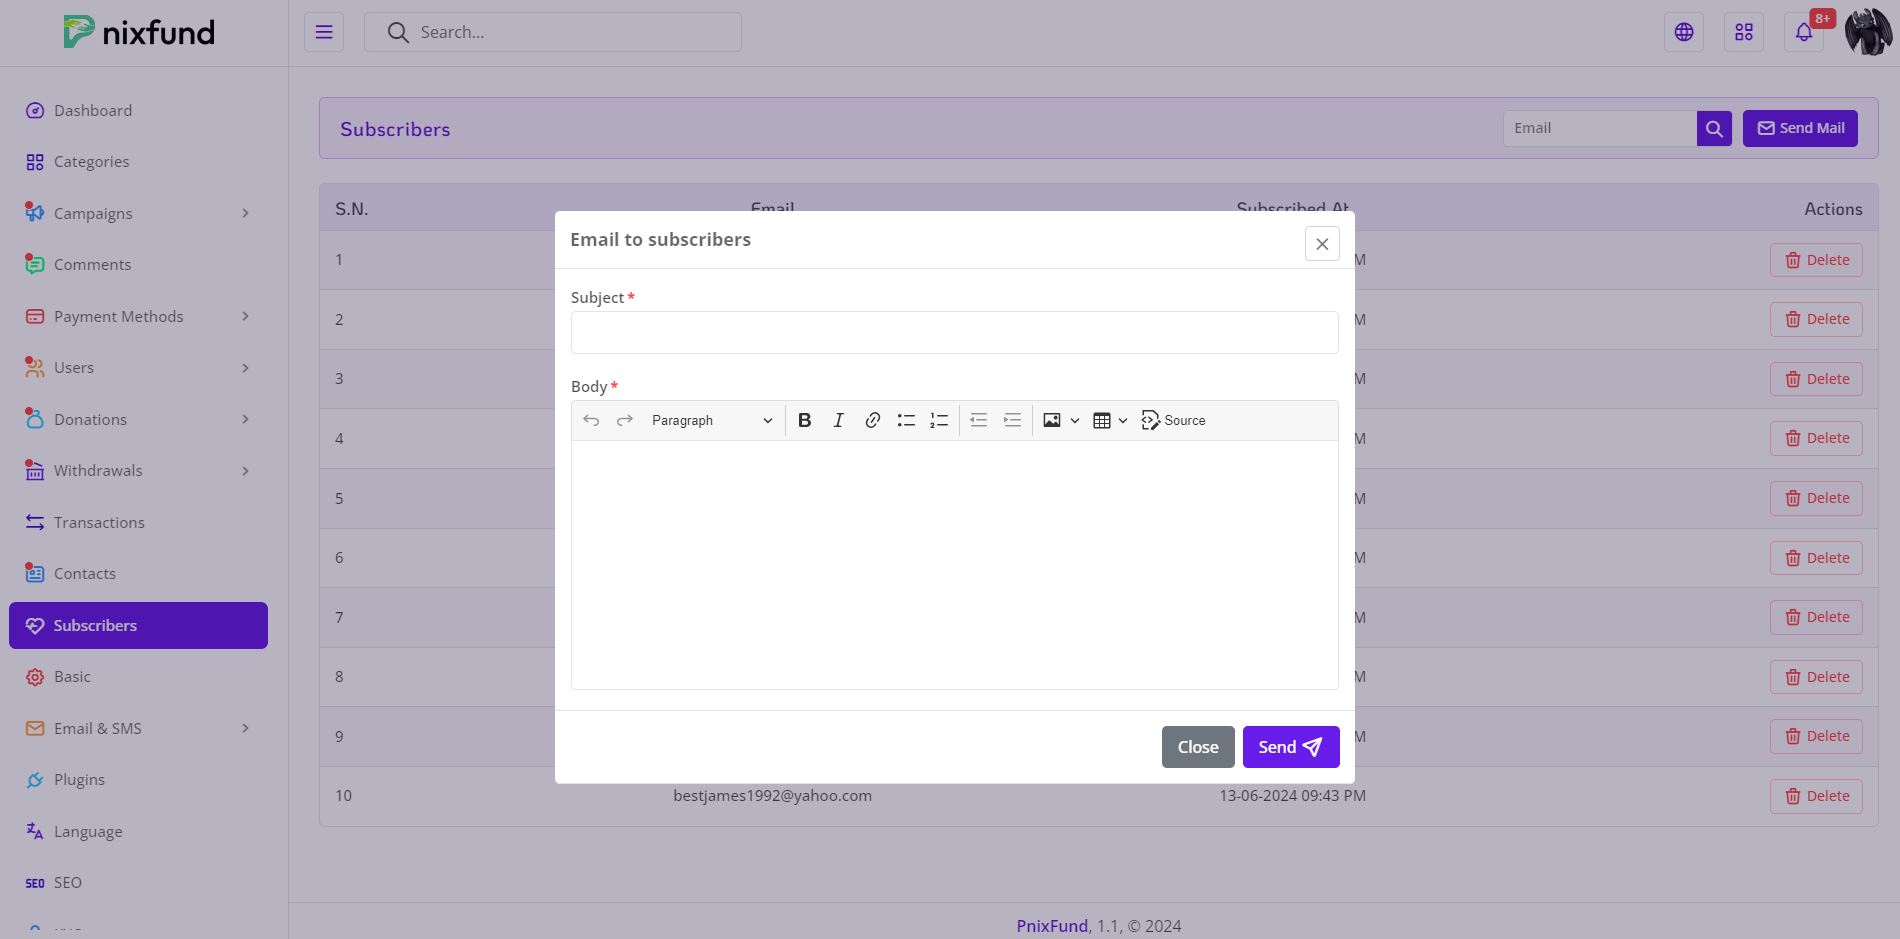 nixfund
Search...
8+
Dashboard
Categories
Campaigns
Comments
Payment Methods
Users
Donations
Withdrawals
Transactions
Contacts
Subscribers
Basic
Email & SMS
Plugins
Language
SEO SEO
Subscribers
Email
Send Mail
S.N. Email Subscribed At Actions
1 M Delete
2 M Delete
3 M Delete
4 M Delete
5 M Delete
6 M Delete
7 M Delete
8 M Delete
9 M Delete
10 bestjames1992@yahoo.com 13-06-2024 09:43 PM Delete
Email to subscribers
Subject *
Body *
Paragraph B I Source
Close Send
PnixFund, 1.1, © 2024